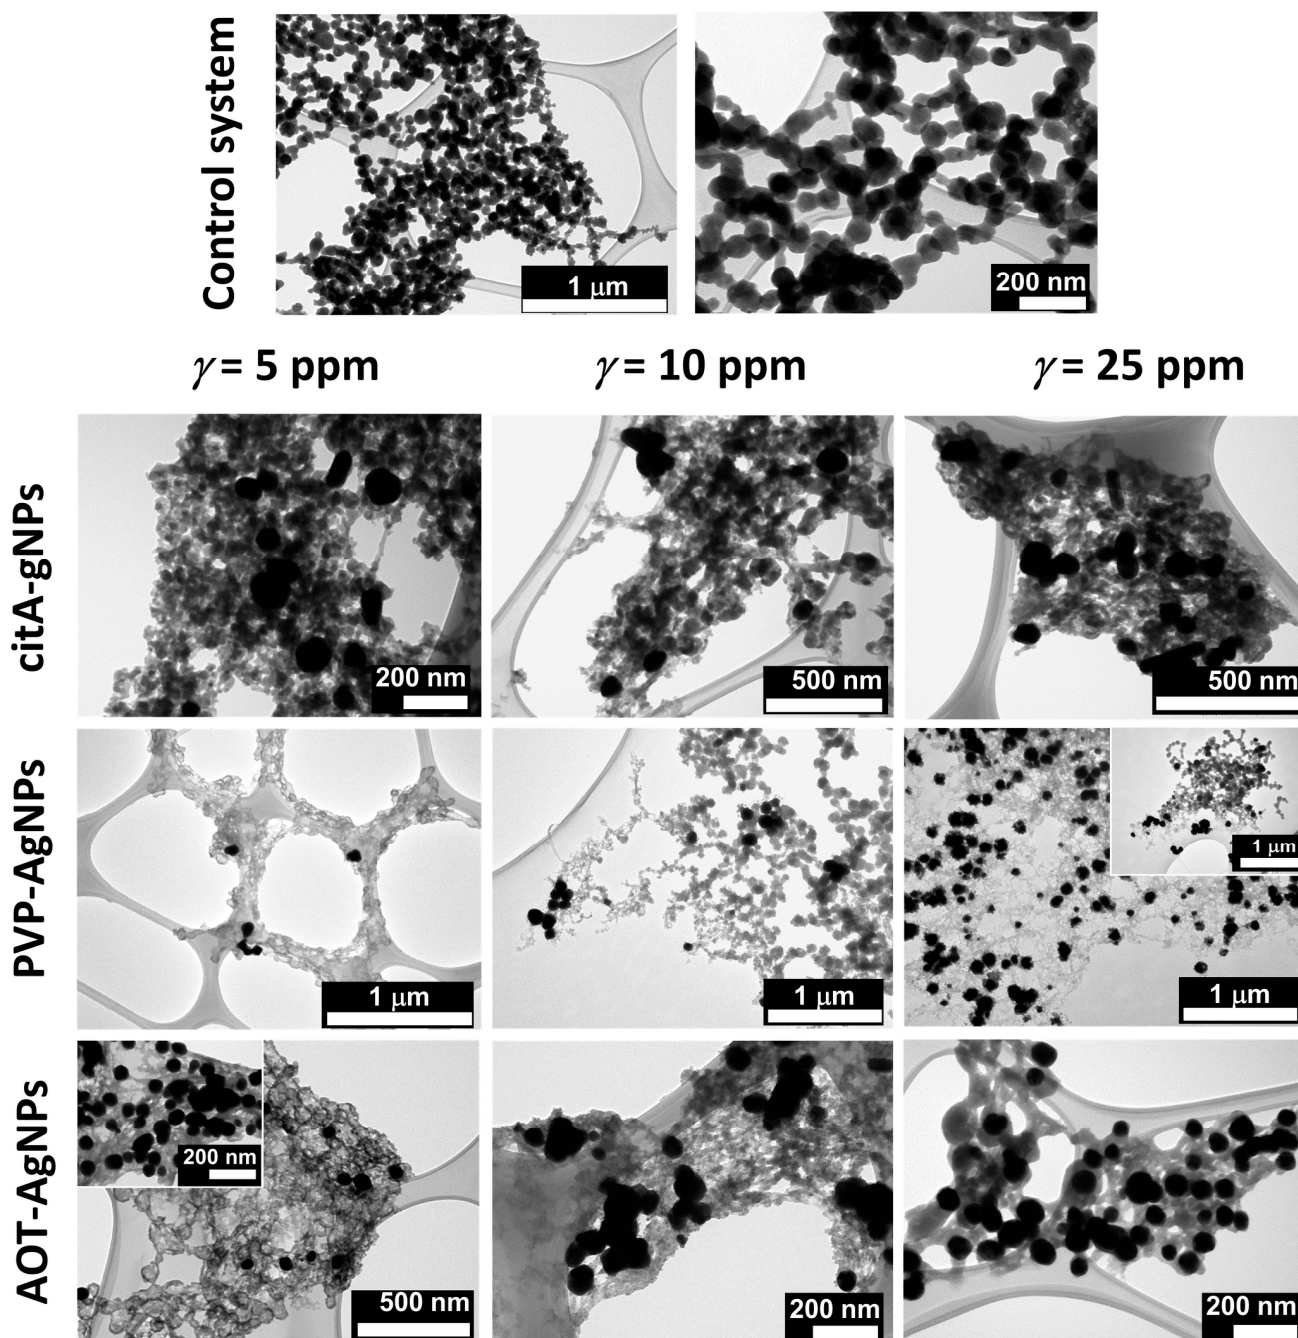 Control system
1 μm
200 nm
γ = 5 ppm
γ = 10 ppm
γ = 25 ppm
citA-gNPs
200 nm
500 nm
500 nm
PVP-AgNPs
1 μm
1 μm
1 μm
1 μm
AOT-AgNPs
200 nm
500 nm
200 nm
200 nm